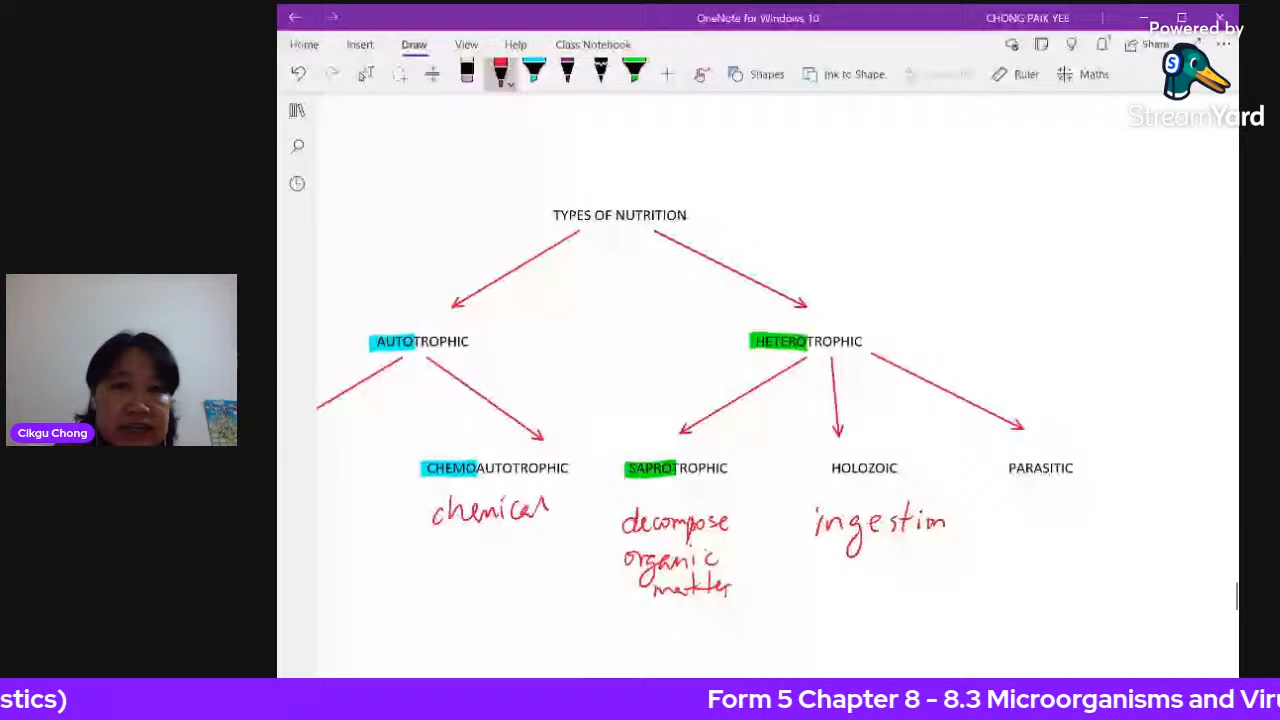 OneNote for Windows 10
CHONG PAIK YEE
Powered by
StreamYard
Home Insert Draw View Help Class Notebook
Share
Shapes Ink to Shape Ruler Maths
TYPES OF NUTRITION
AUTOTROPHIC HETEROTROPHIC
CHEMOAUTOTROPHIC SAPROTROPHIC HOLOZOIC PARASITIC
chemical decompose ingestion
organic
matter
Cikgu Chong
stics) Form 5 Chapter 8 - 8.3 Microorganisms and Viru